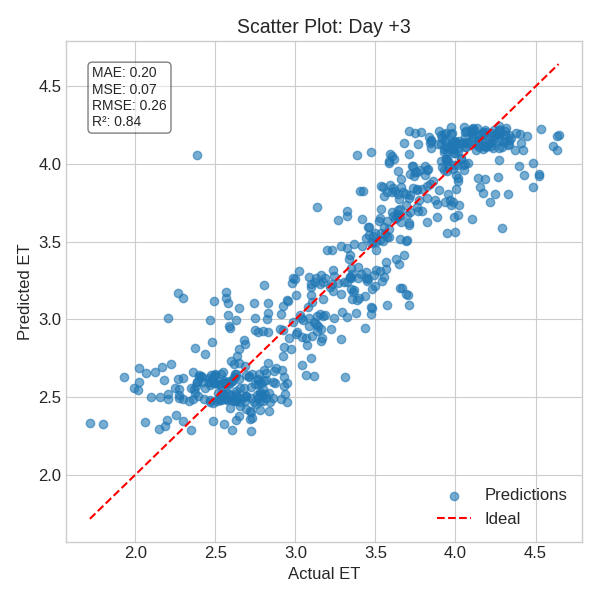 Scatter Plot: Day +3
MAE: 0.20
MSE: 0.07
RMSE: 0.26
R²: 0.84
4.5
4.0
3.5
3.0
2.5
2.0
Predicted ET
Predictions
Ideal
2.0 2.5 3.0 3.5 4.0 4.5
Actual ET